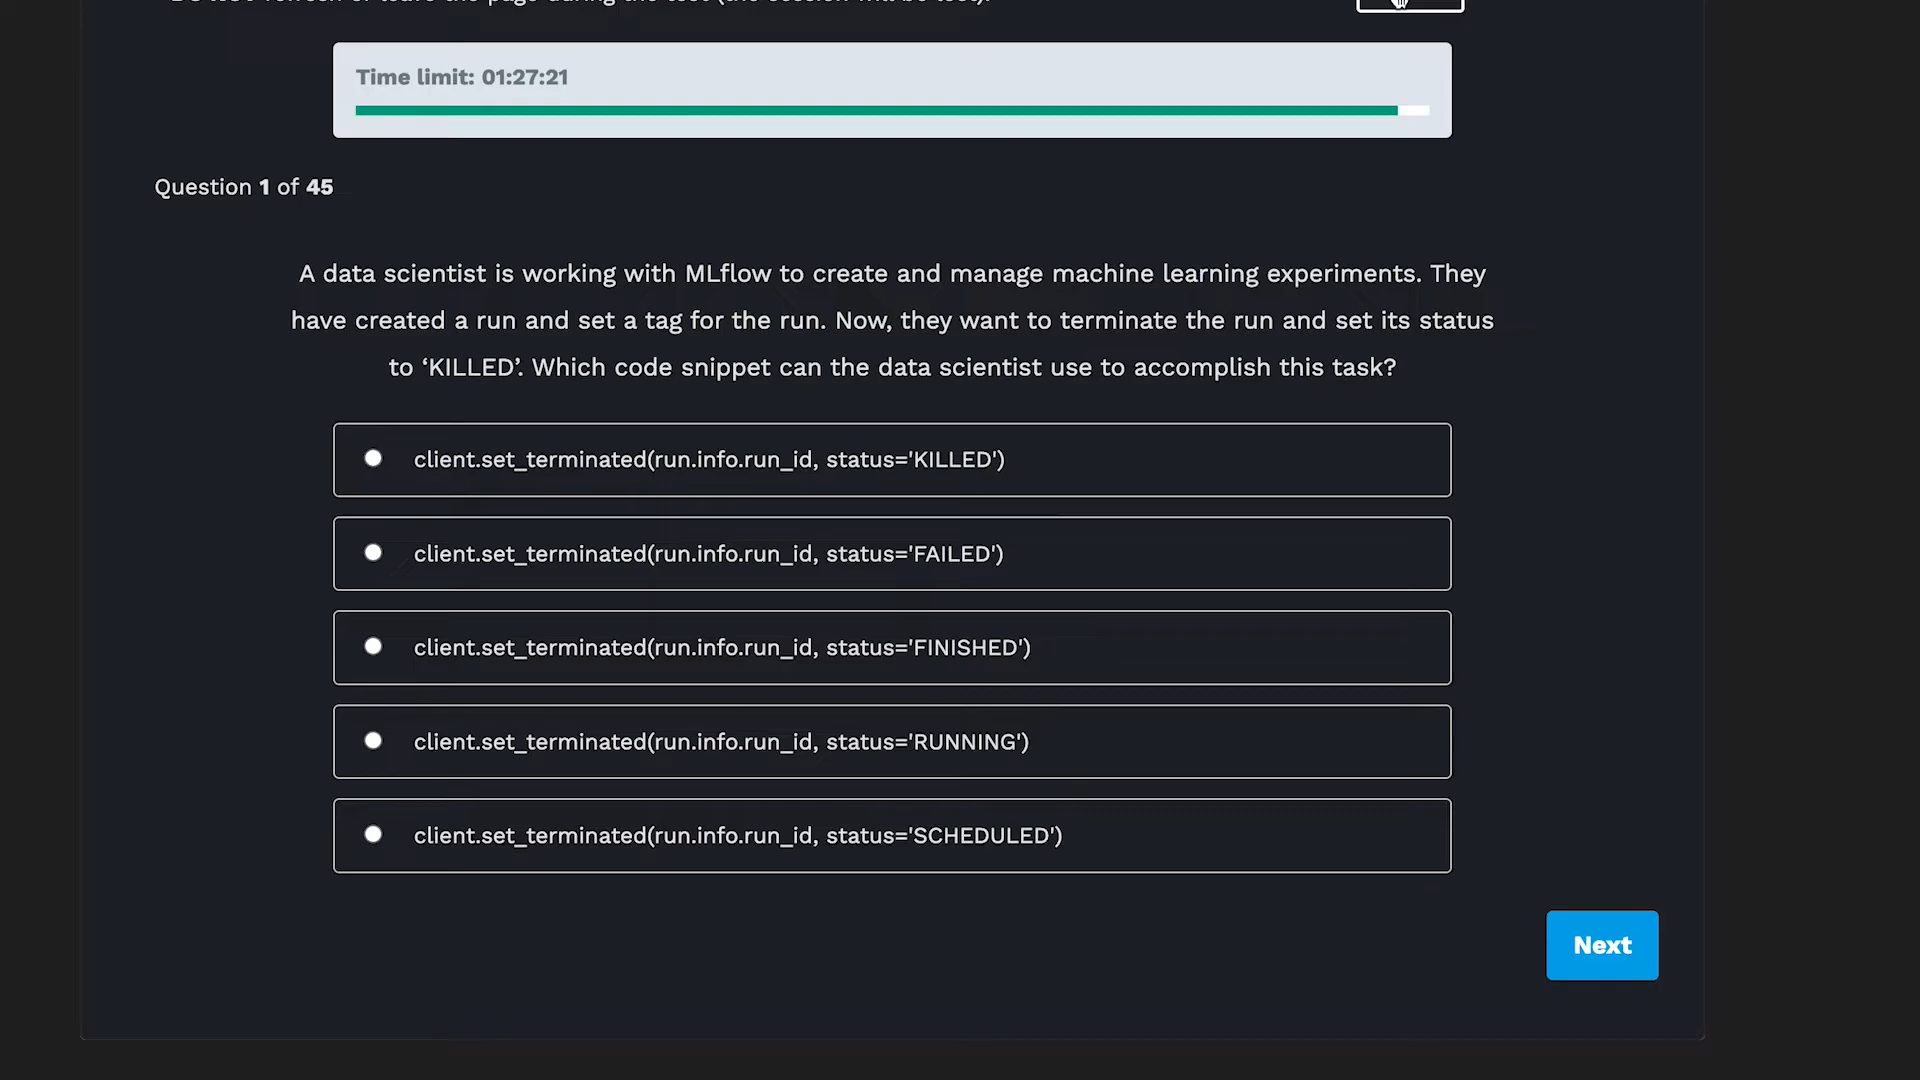 Time limit: 01:27:21
Question 1 of 45
A data scientist is working with MLflow to create and manage machine learning experiments. They
have created a run and set a tag for the run. Now, they want to terminate the run and set its status
to ‘KILLED’. Which code snippet can the data scientist use to accomplish this task?
client.set_terminated(run.info.run_id, status='KILLED')
client.set_terminated(run.info.run_id, status='FAILED')
client.set_terminated(run.info.run_id, status='FINISHED')
client.set_terminated(run.info.run_id, status='RUNNING')
client.set_terminated(run.info.run_id, status='SCHEDULED')
Next